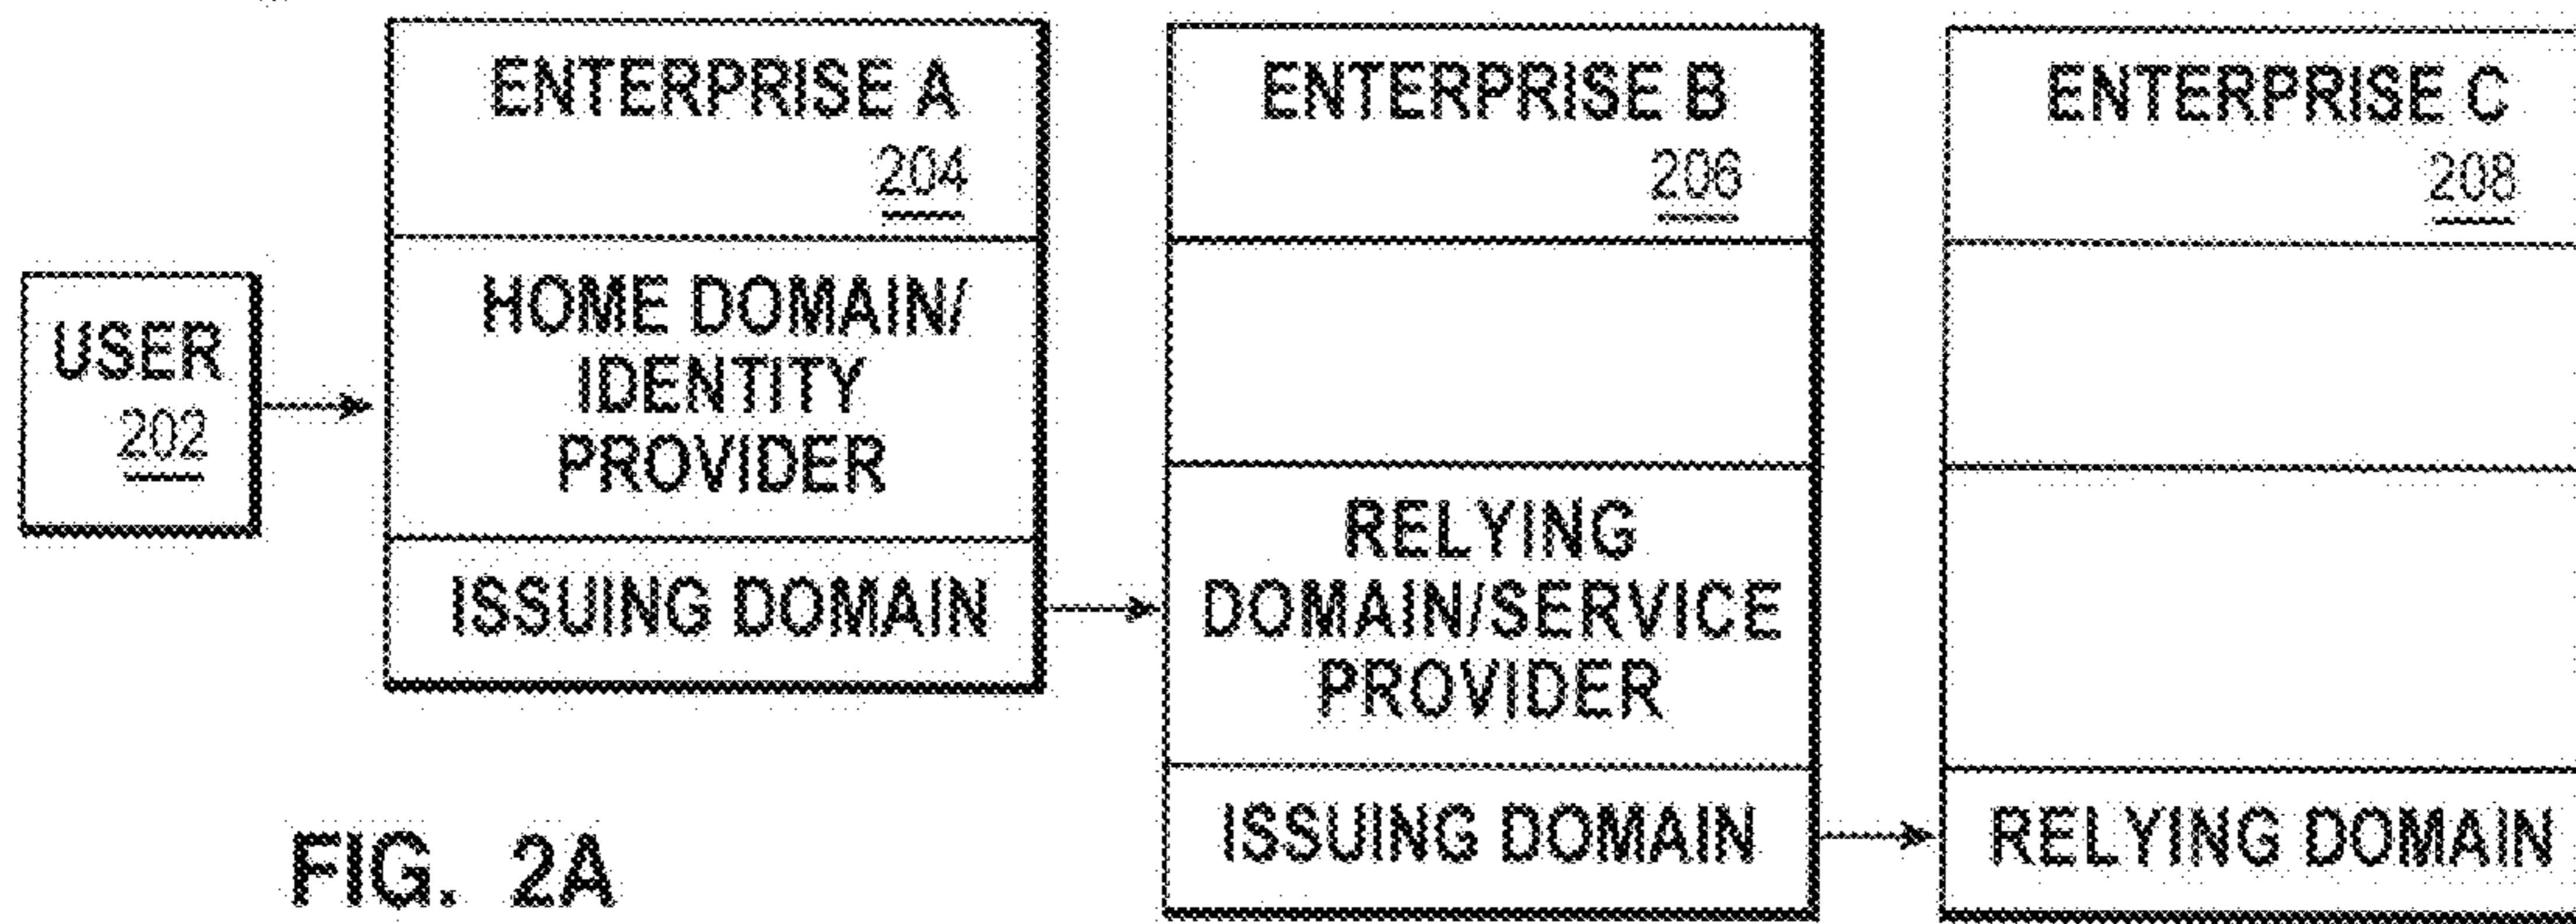 USER
202
ENTERPRISE A
204
HOME DOMAIN/
IDENTITY
PROVIDER
ISSUING DOMAIN
ENTERPRISE B
206
RELYING
DOMAIN/SERVICE
PROVIDER
ISSUING DOMAIN
ENTERPRISE C
208
RELYING DOMAIN
FIG. 2A